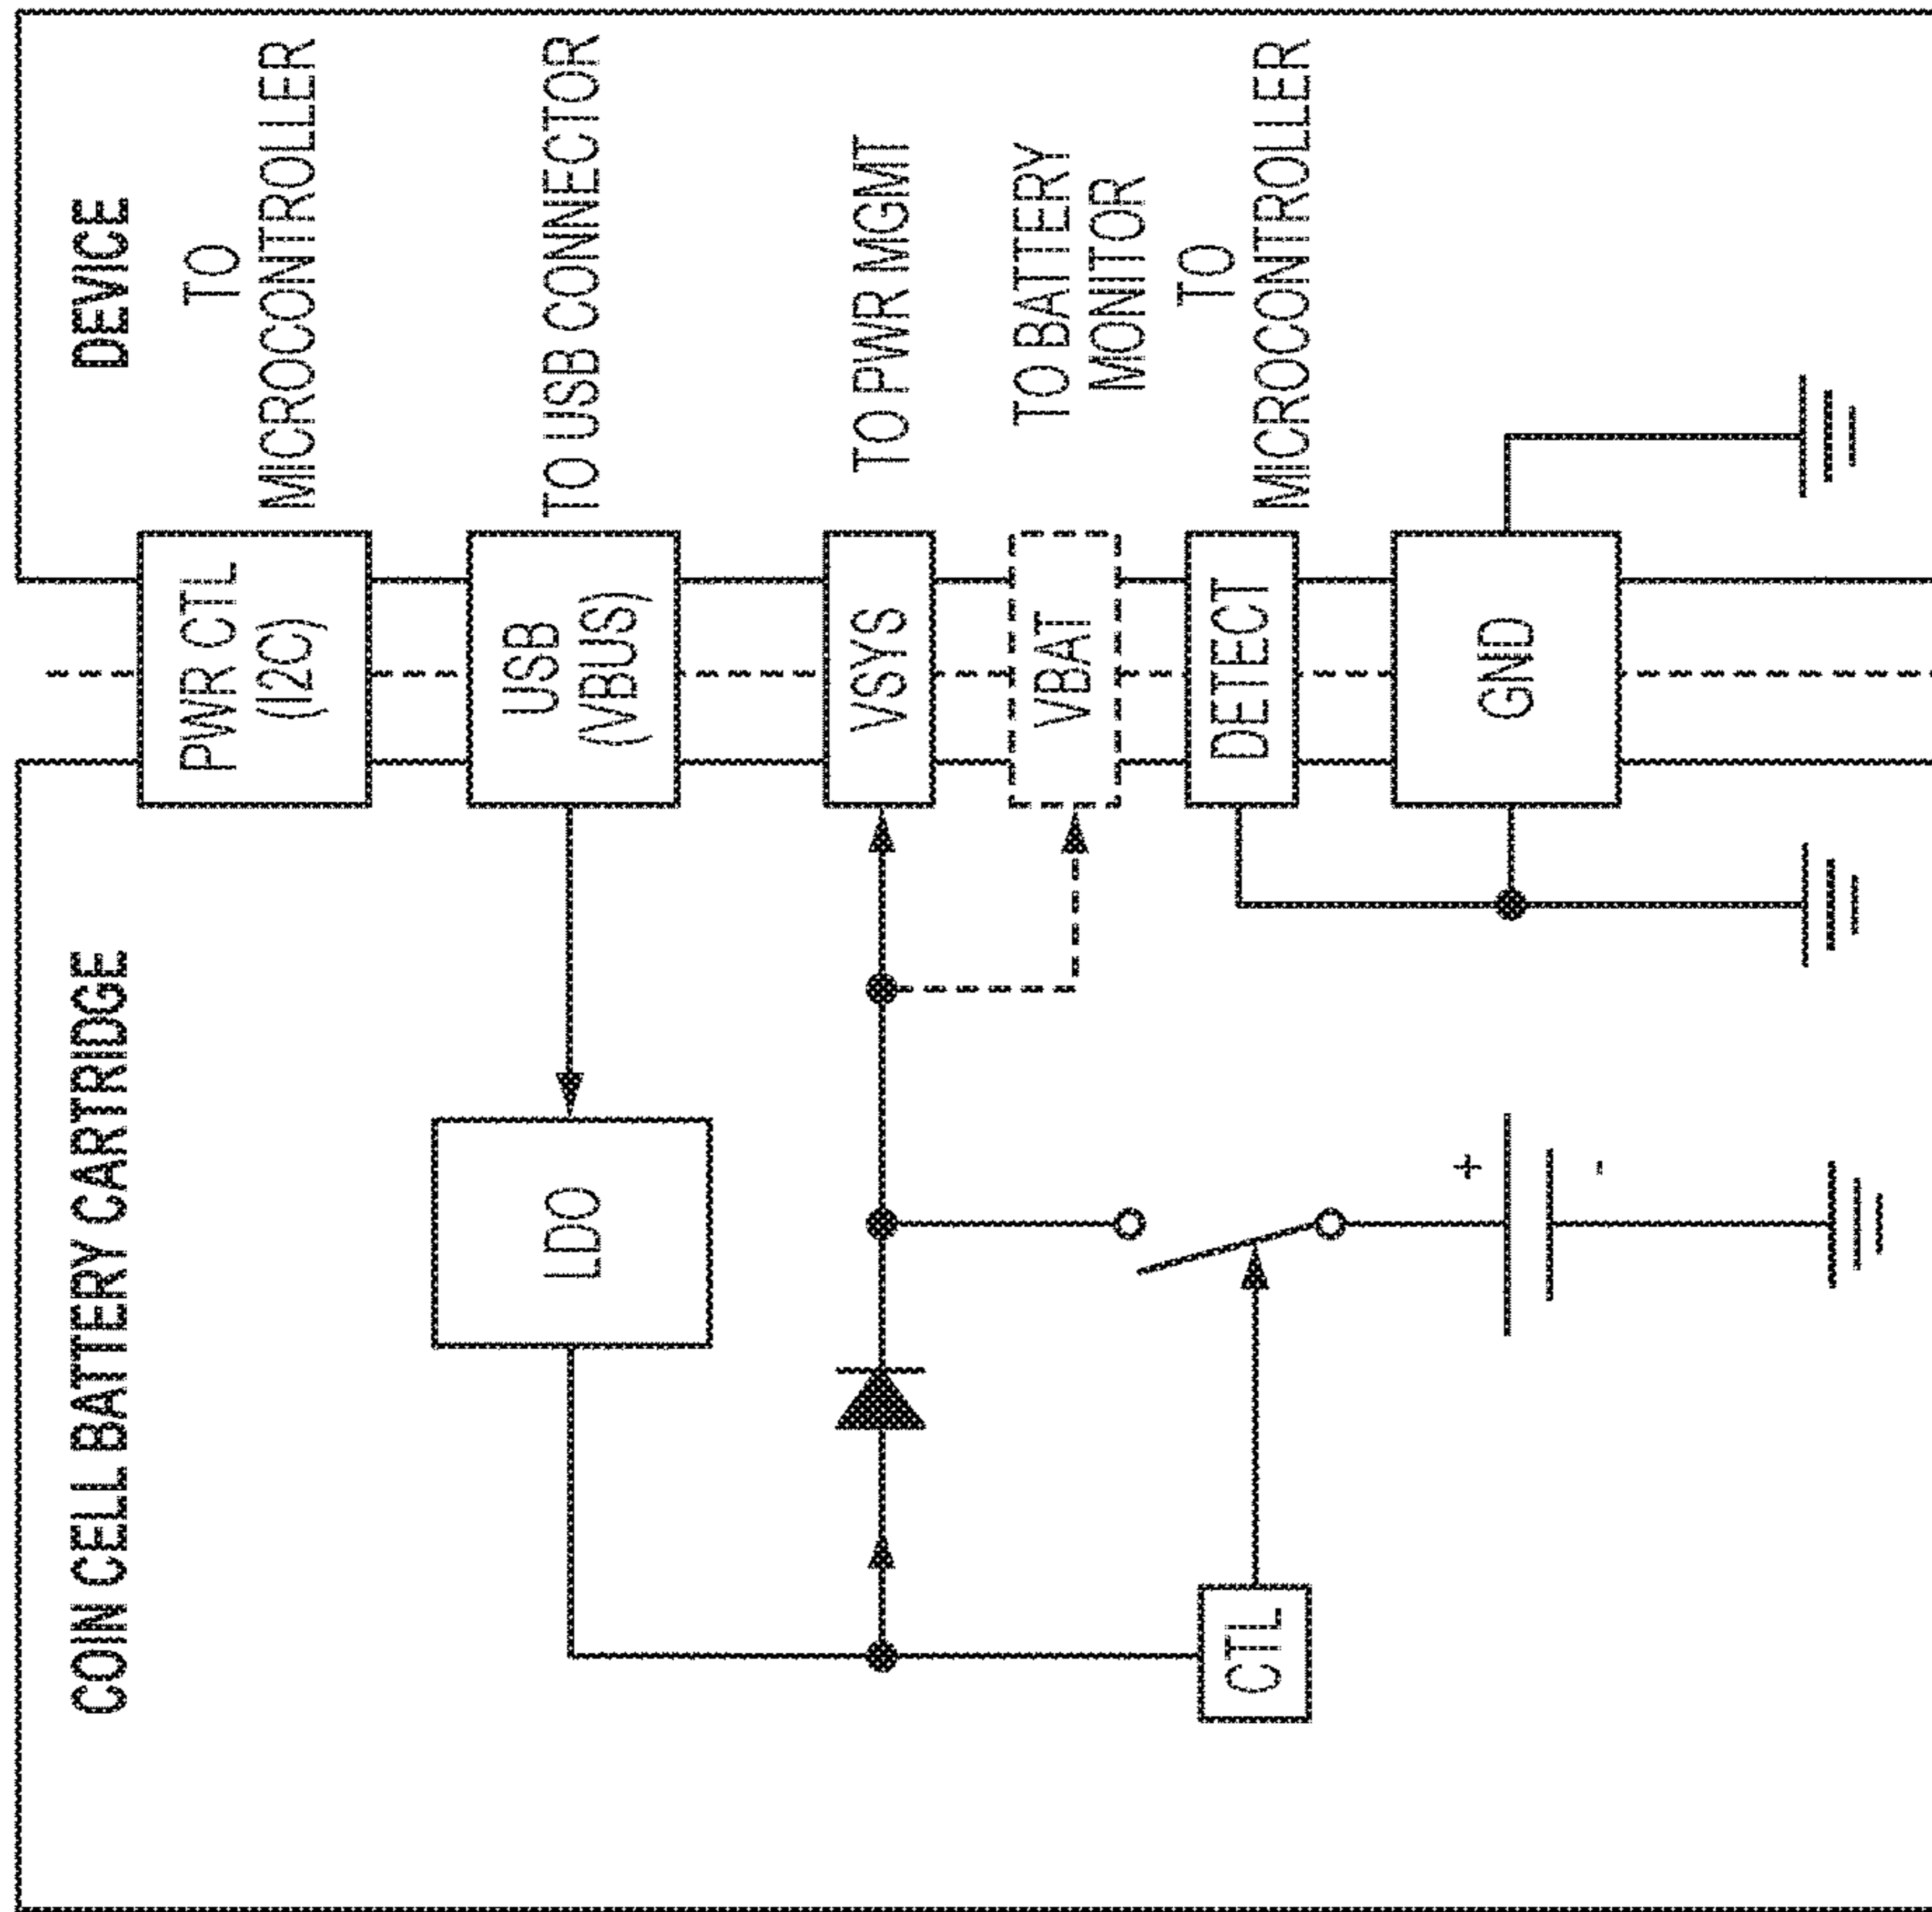 COIN CELL BATTERY CARTRIDGE
DEVICE
PWR CTL
(I2C)
TO
MICROCONTROLLER
LDO
USB
(VBUS)
TO USB CONNECTOR
VSYS
TO PWR MGMT
VBAT
TO BATTERY
MONITOR
CTL
DETECT
TO
MICROCONTROLLER
+
-
GND